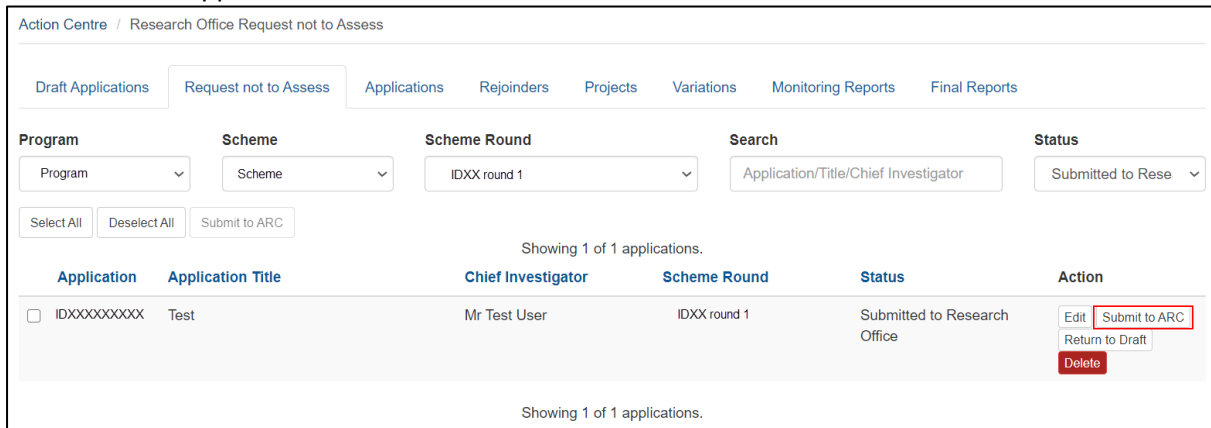 Action Centre / Research Office Request not to Assess
Draft Applications Request not to Assess Applications Rejoinders Projects Variations Monitoring Reports Final Reports
Program Scheme Scheme Round Search Status
Program Scheme IDXX round 1 Application/Title/Chief Investigator Submitted to Rese
Select All Deselect All Submit to ARC
Showing 1 of 1 applications.
Application Application Title Chief Investigator Scheme Round Status Action
IDXXXXXXXXX Test Mr Test User IDXX round 1 Submitted to Research Edit Submit to ARC
Office Return to Draft
Delete
Showing 1 of 1 applications.